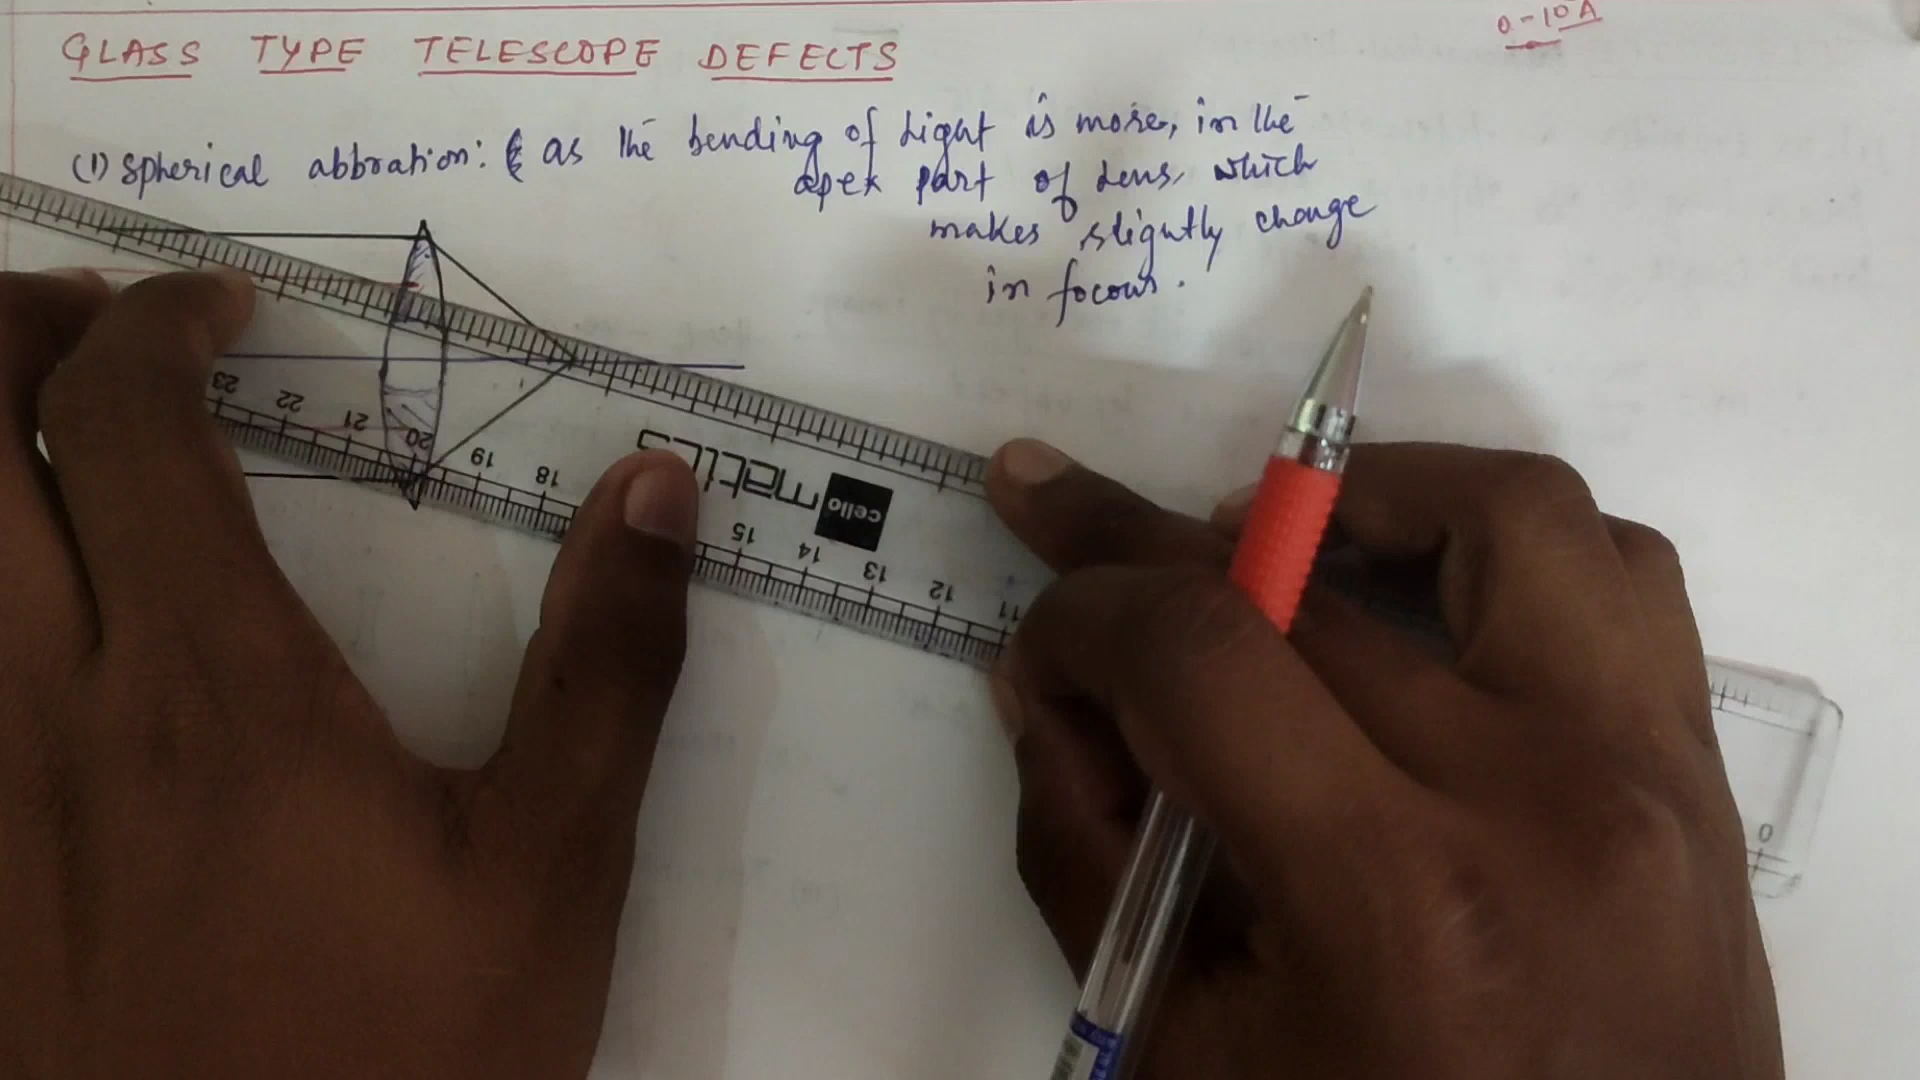 0-10A
GLASS TYPE TELESCOPE DEFECTS
(1) Spherical abbration: as the bending of light is more, in the
apex part of lens, which
makes slightly change
in focous.
23 22 21 20 19 18 15 14 13 12 11
cello matics
0